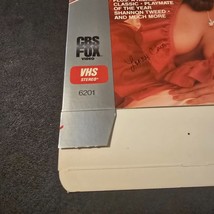 CLASSIC • PLAYMATE
OF THE YEAR
SHANNON TWEED •
AND MUCH MORE
CBS
FOX
VIDEO
VHS
STEREO
6201